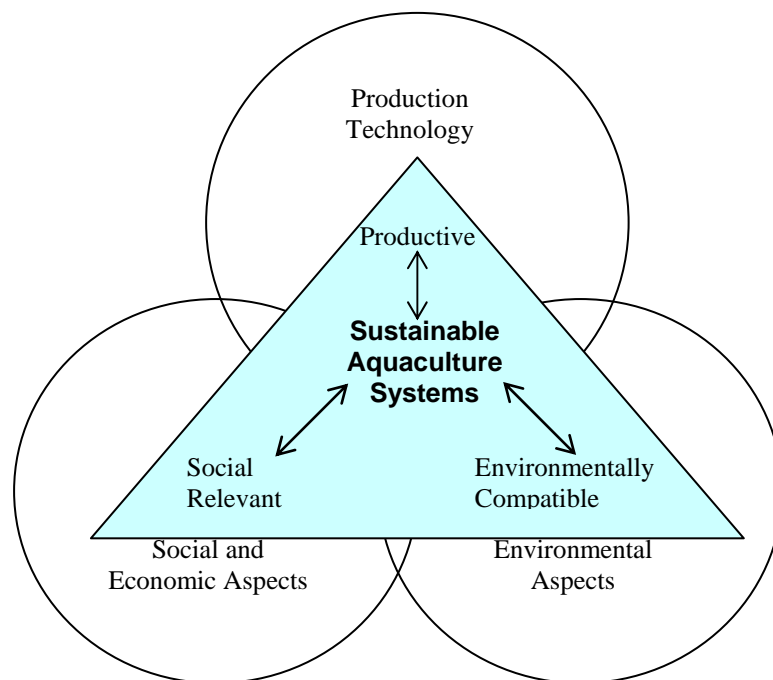 Production
Technology
Productive
Sustainable
Aquaculture
Systems
Social
Relevant
Environmentally
Compatible
Social and
Economic Aspects
Environmental
Aspects